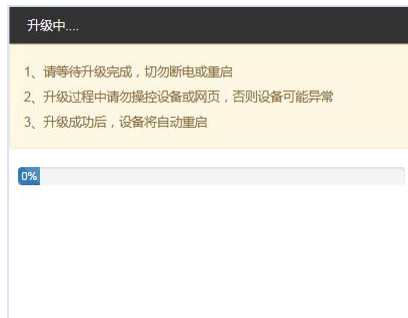 升级中....
1、请等待升级完成，切勿断电或重启
2、升级过程中请勿操控设备或网页，否则设备可能异常
3、升级成功后，设备将自动重启
0%